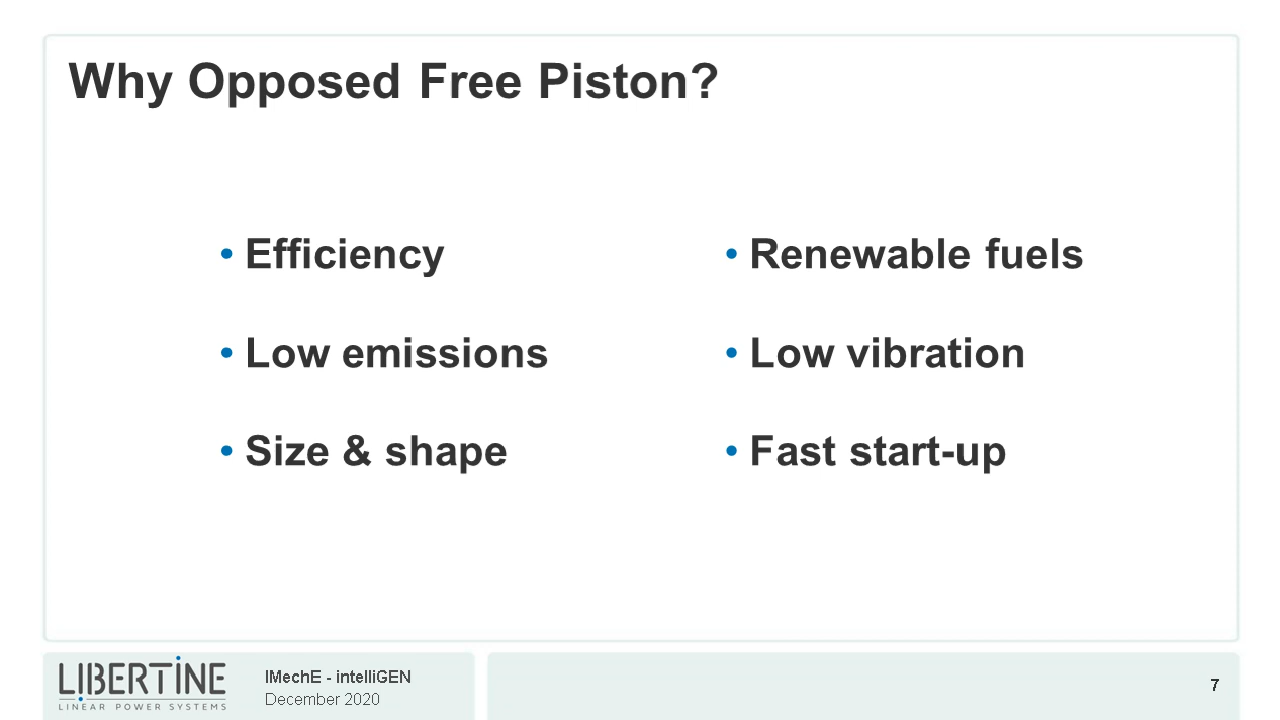 Why Opposed Free Piston?
• Efficiency
• Low emissions
• Size & shape
• Renewable fuels
• Low vibration
• Fast start-up
LIBERTINE
LINEAR POWER SYSTEMS
IMechE - intelliGEN
December 2020
7